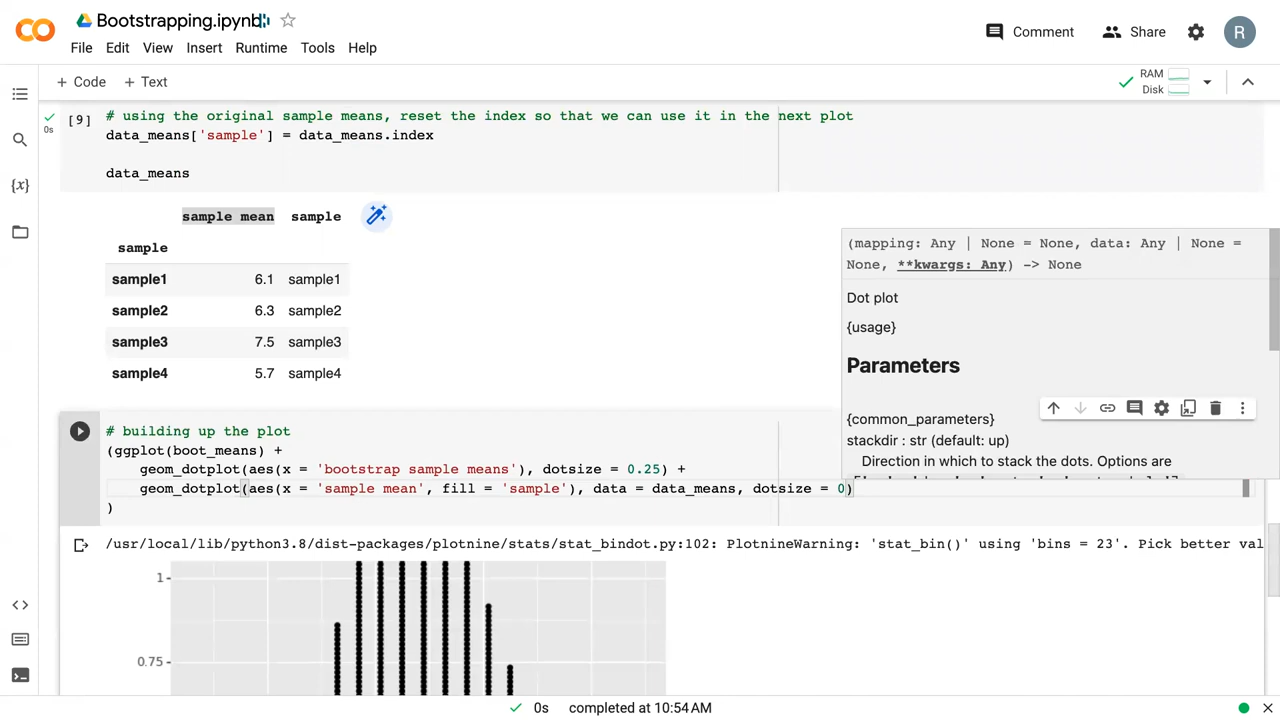 Bootstrapping.ipynb
File Edit View Insert Runtime Tools Help
Comment
Share
R
+ Code + Text
RAM
Disk
[9]
0s
# using the original sample means, reset the index so that we can use it in the next plot
data_means['sample'] = data_means.index
data_means
{x}
sample mean sample
sample
sample1 6.1 sample1
sample2 6.3 sample2
sample3 7.5 sample3
sample4 5.7 sample4
(mapping: Any | None = None, data: Any | None =
None, **kwargs: Any) -> None
Dot plot
{usage}
Parameters
{common_parameters}
stackdir : str (default: up)
Direction in which to stack the dots. Options are
# building up the plot
(ggplot(boot_means) +
geom_dotplot(aes(x = 'bootstrap sample means'), dotsize = 0.25) +
geom_dotplot(aes(x = 'sample mean', fill = 'sample'), data = data_means, dotsize = 0)
)
/usr/local/lib/python3.8/dist-packages/plotnine/stats/stat_bindot.py:102: PlotnineWarning: 'stat_bin()' using 'bins = 23'. Pick better val
1
0.75
0s completed at 10:54 AM